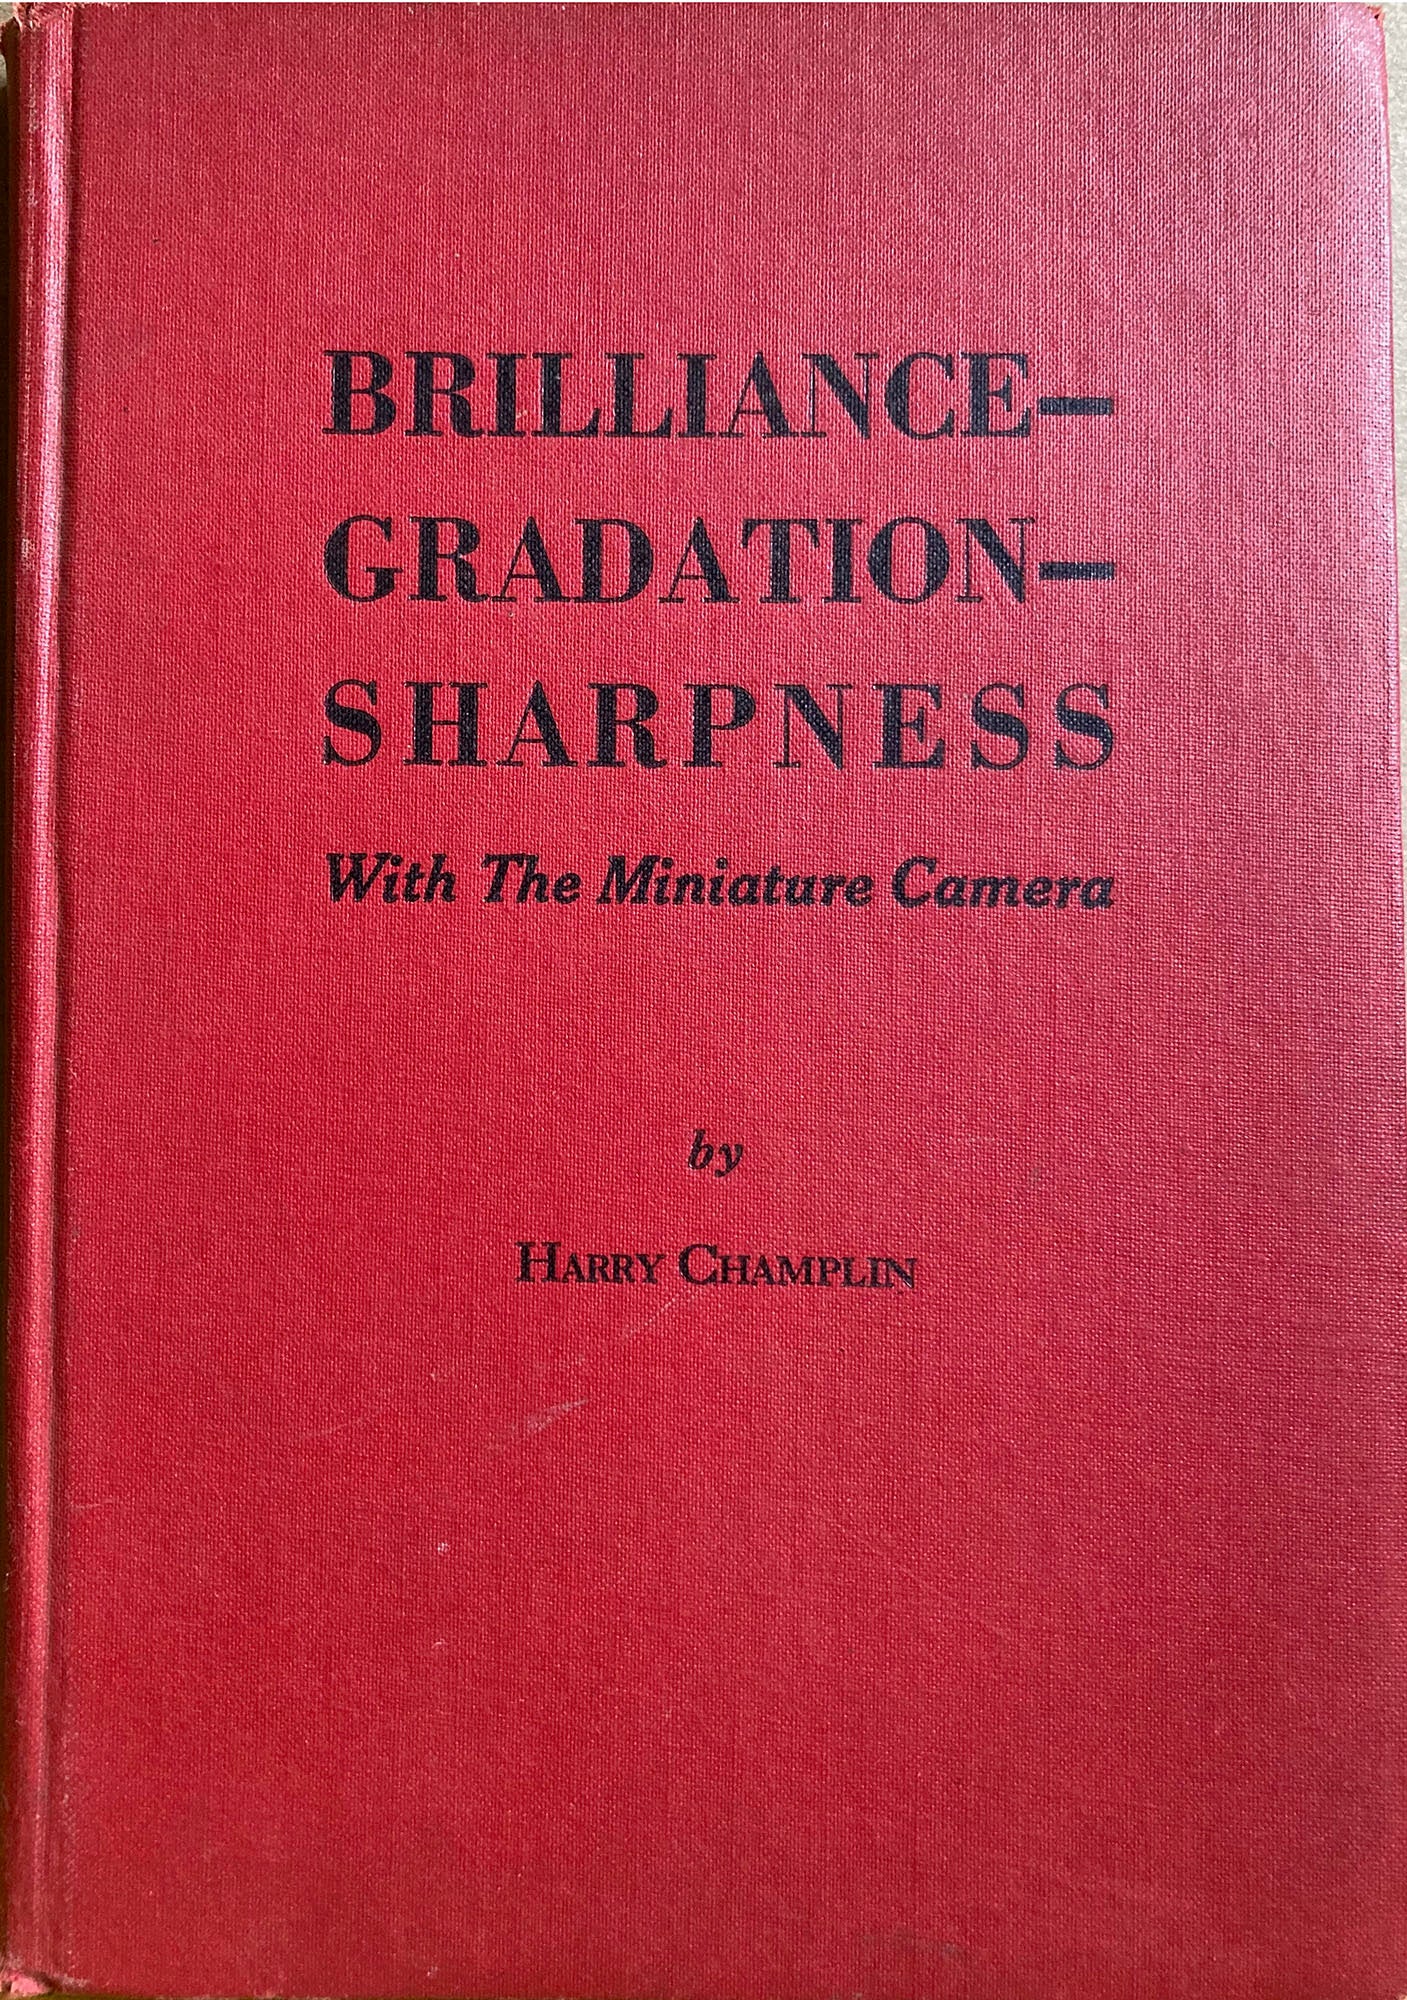 BRILLIANCE—
GRADATION—
SHARPNESS
With The Miniature Camera
by
HARRY CHAMPLIN